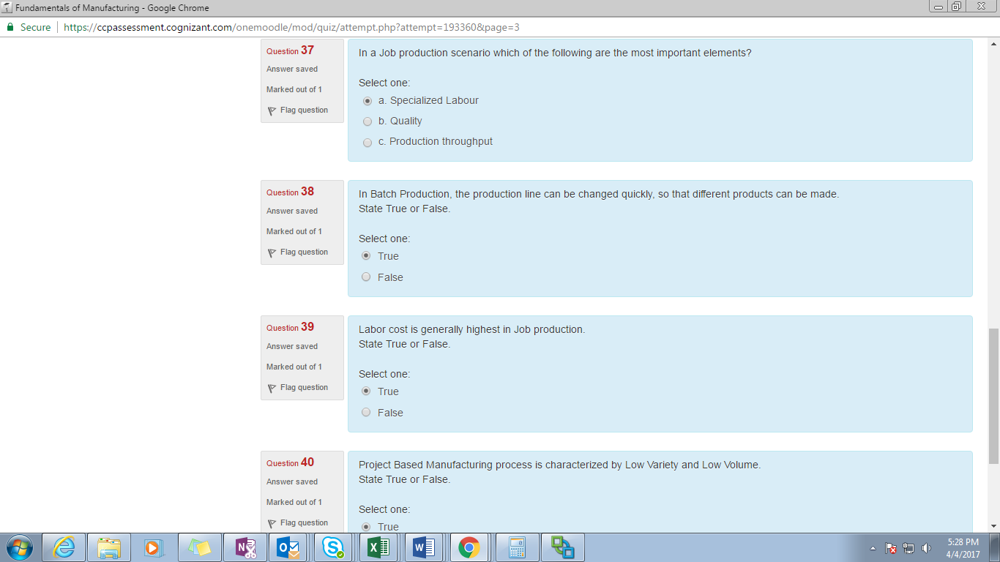 Fundamentals of Manufacturing - Google Chrome
Secure https://ccpassessment.cognizant.com/onemoodle/mod/quiz/attempt.php?attempt=193360&page=3
Question 37
Answer saved
Marked out of 1
Flag question
In a Job production scenario which of the following are the most important elements?
Select one:
a. Specialized Labour
b. Quality
c. Production throughput
Question 38
Answer saved
Marked out of 1
Flag question
In Batch Production, the production line can be changed quickly, so that different products can be made.
State True or False.
Select one:
True
False
Question 39
Answer saved
Marked out of 1
Flag question
Labor cost is generally highest in Job production.
State True or False.
Select one:
True
False
Question 40
Answer saved
Marked out of 1
Flag question
Project Based Manufacturing process is characterized by Low Variety and Low Volume.
State True or False.
Select one:
True
5:28 PM
4/4/2017